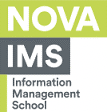 NOVA
IMS
Information
Management
School